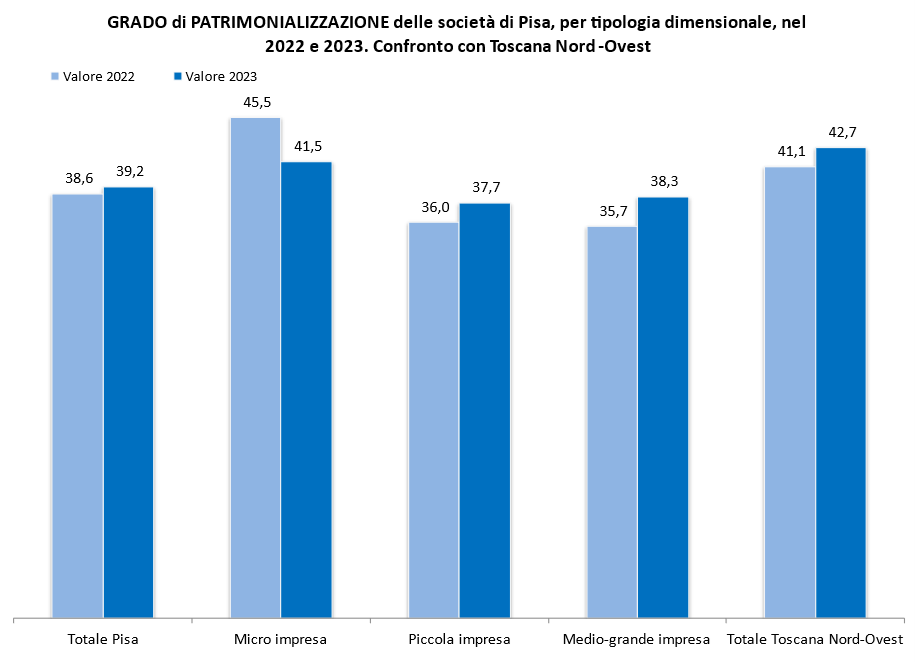 GRADO di PATRIMONIALIZZAZIONE delle società di Pisa, per tipologia dimensionale, nel
2022 e 2023. Confronto con Toscana Nord -Ovest
Valore 2022 Valore 2023
38,6 39,2 45,5 41,5 36,0 37,7 35,7 38,3 41,1 42,7
Totale Pisa Micro impresa Piccola impresa Medio-grande impresa Totale Toscana Nord-Ovest